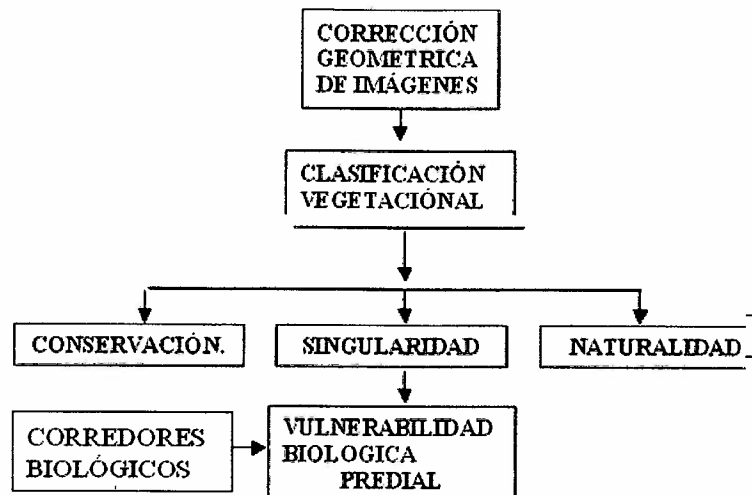 CORRECCIÓN
GEOMETRICA
DE IMÁGENES
CLASIFICACIÓN
VEGETACIÓNAL
CONSERVACIÓN.
SINGULARIDAD
NATURALIDAD
CORREDORES
BIOLÓGICOS
VULNERABILIDAD
BIOLOGICA
PREDIAL